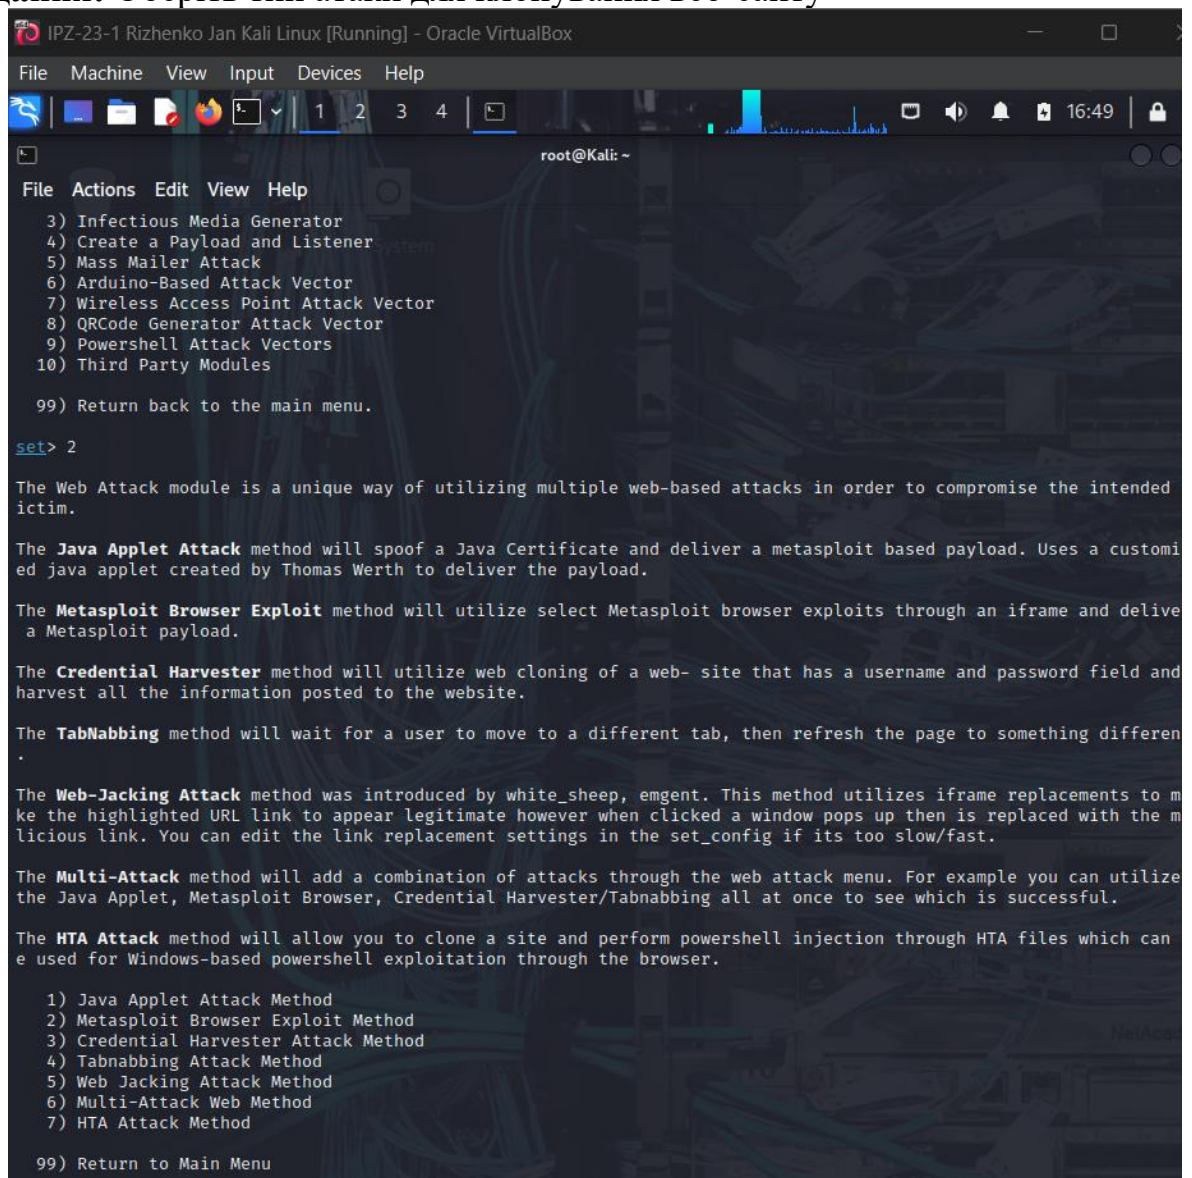 Оберіть тип атаки для клонування веб-сайту
IPZ-23-1 Rizhenko Jan Kali Linux [Running] - Oracle VirtualBox
File Machine View Input Devices Help
1 2 3 4 16:49
root@Kali: ~
File Actions Edit View Help
3) Infectious Media Generator
4) Create a Payload and Listener
5) Mass Mailer Attack
6) Arduino-Based Attack Vector
7) Wireless Access Point Attack Vector
8) QRCode Generator Attack Vector
9) Powershell Attack Vectors
10) Third Party Modules
99) Return back to the main menu.
set> 2
The Web Attack module is a unique way of utilizing multiple web-based attacks in order to compromise the intended
ictim.
The Java Applet Attack method will spoof a Java Certificate and deliver a metasploit based payload. Uses a customi
ed java applet created by Thomas Werth to deliver the payload.
The Metasploit Browser Exploit method will utilize select Metasploit browser exploits through an iframe and delive
a Metasploit payload.
The Credential Harvester method will utilize web cloning of a web- site that has a username and password field and
harvest all the information posted to the website.
The TabNabbing method will wait for a user to move to a different tab, then refresh the page to something differen
.
The Web-Jacking Attack method was introduced by white_sheep, emgent. This method utilizes iframe replacements to m
ke the highlighted URL link to appear legitimate however when clicked a window pops up then is replaced with the m
licious link. You can edit the link replacement settings in the set_config if its too slow/fast.
The Multi-Attack method will add a combination of attacks through the web attack menu. For example you can utilize
the Java Applet, Metasploit Browser, Credential Harvester/Tabnabbing all at once to see which is successful.
The HTA Attack method will allow you to clone a site and perform powershell injection through HTA files which can
e used for Windows-based powershell exploitation through the browser.
1) Java Applet Attack Method
2) Metasploit Browser Exploit Method
3) Credential Harvester Attack Method
4) Tabnabbing Attack Method
5) Web Jacking Attack Method
6) Multi-Attack Web Method
7) HTA Attack Method
99) Return to Main Menu